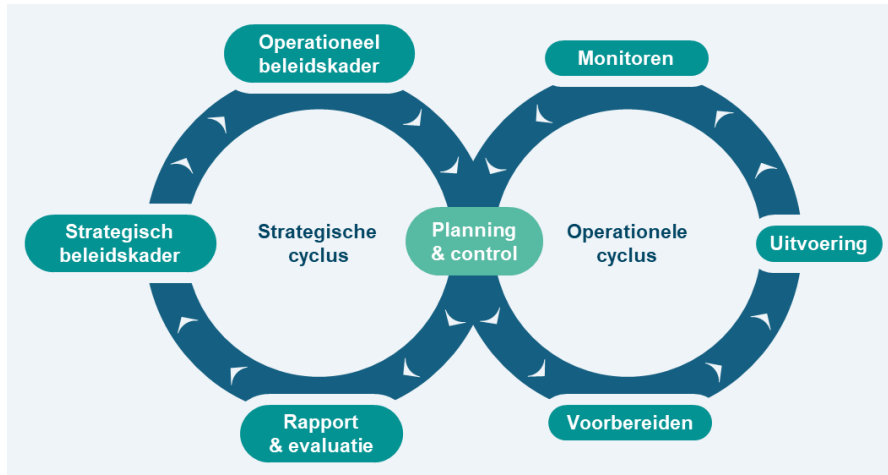 Operationeel
beleidskader
Monitoren
Strategisch
beleidskader
Strategische
cyclus
Planning
& control
Operationele
cyclus
Uitvoering
Rapport
& evaluatie
Voorbereiden